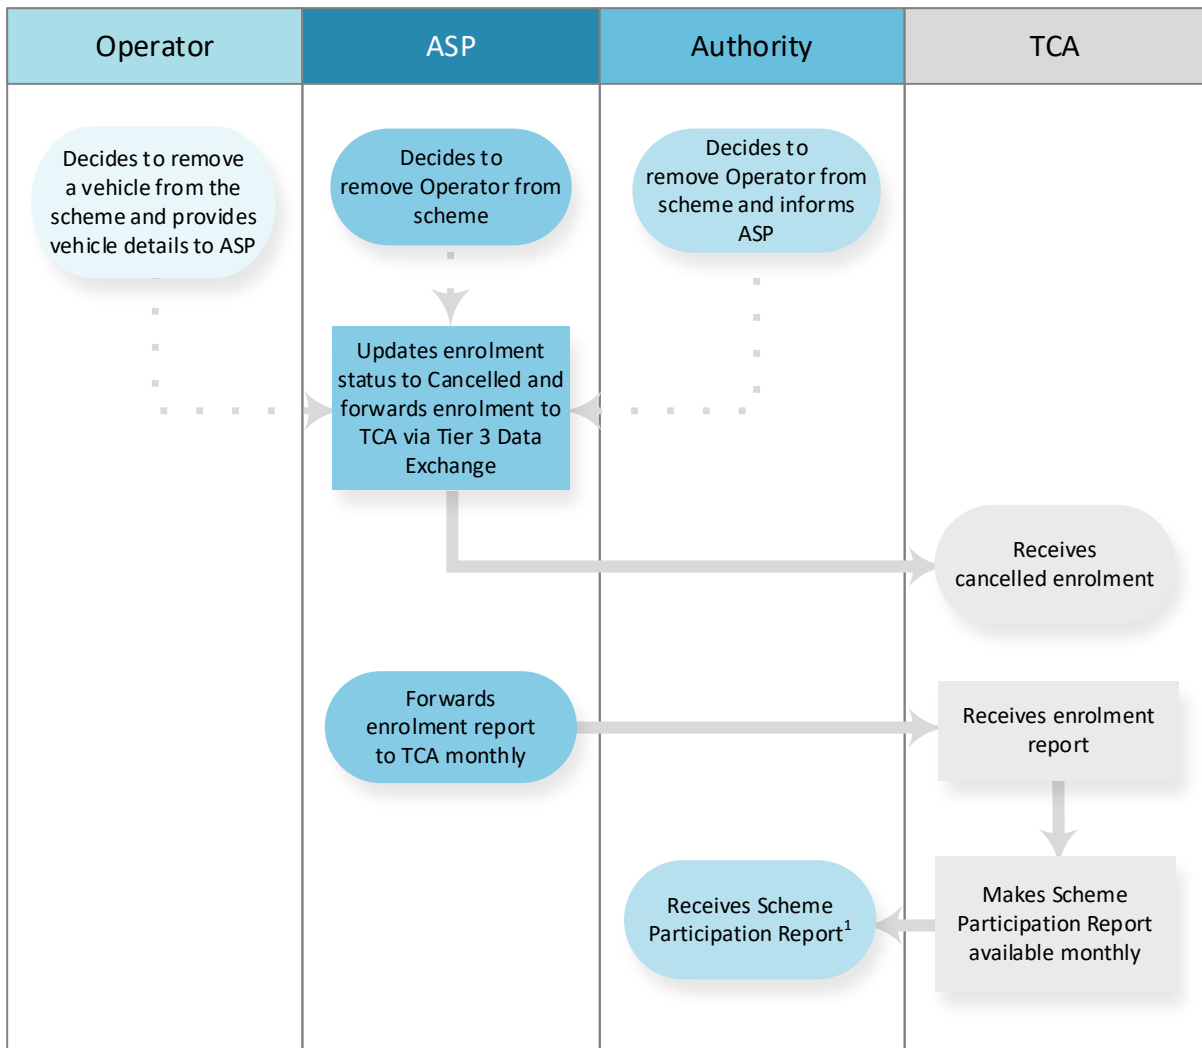 Operator
ASP
Authority
TCA
Decides to remove
a vehicle from the
scheme and provides
vehicle details to ASP
Decides to
remove Operator from
scheme
Decides to
remove Operator from
scheme and informs
ASP
Updates enrolment
status to Cancelled and
forwards enrolment to
TCA via Tier 3 Data
Exchange
Receives
cancelled enrolment
Forwards
enrolment report
to TCA monthly
Receives enrolment
report
Receives Scheme
Participation Report¹
Makes Scheme
Participation Report
available monthly